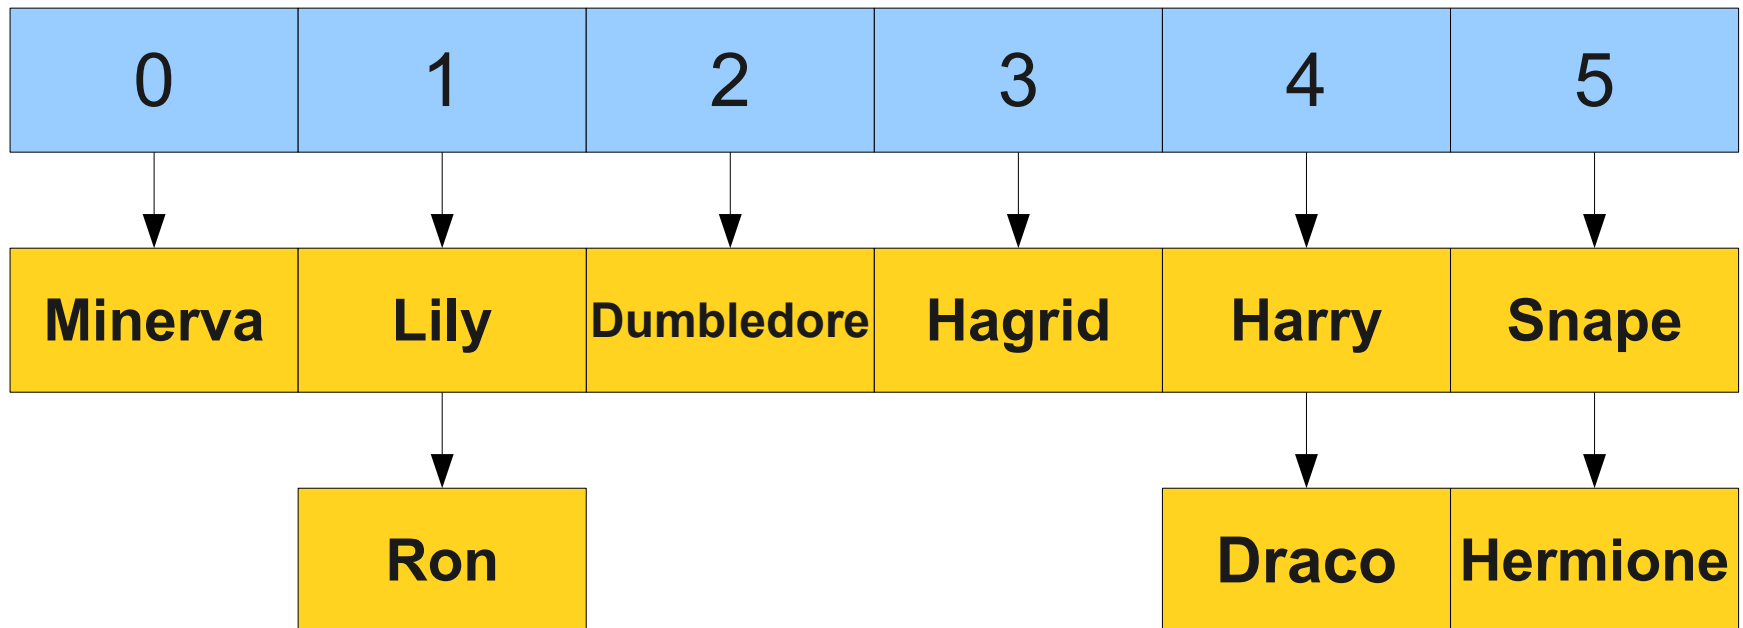 0 1 2 3 4 5
Minerva Lily Dumbledore Hagrid Harry Snape
Ron Draco Hermione